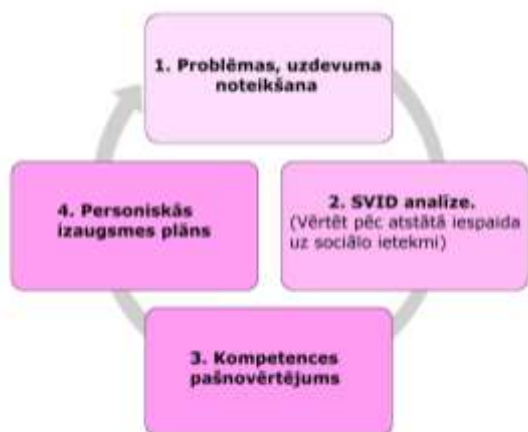 1. Problēmas, uzdevuma
noteikšana
2. SVID analīze.
(Vērtēt pēc atstātā iespaida
uz sociālo ietekmi)
3. Kompetences
pašnovērtējums
4. Personiskās
izaugsmes plāns